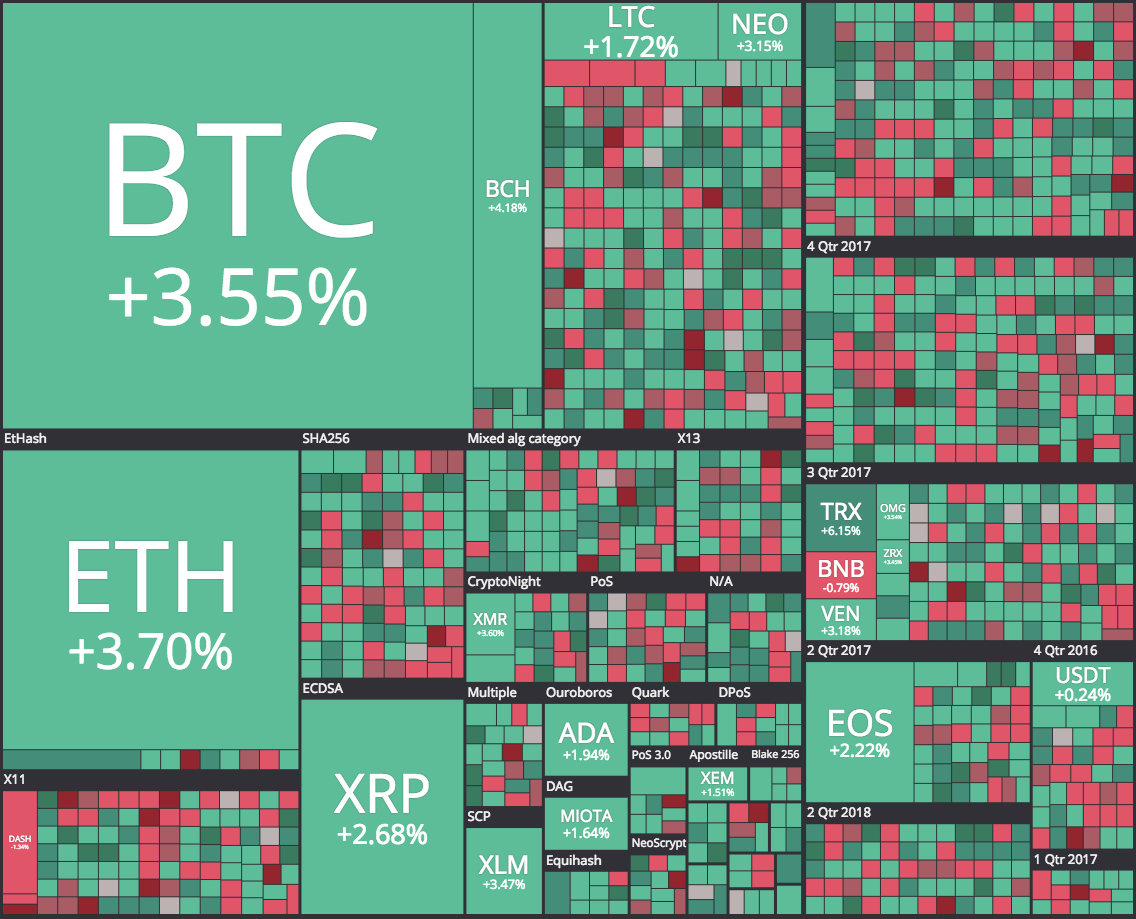 BTC
+3.55%
BCH
+4.18%
LTC
+1.72%
NEO
+3.15%
4 Qtr 2017
3 Qtr 2017
TRX
+6.15%
OMG
+3.54%
BNB
-0.79%
ZRX
+3.45%
VEN
+3.18%
EtHash
ETH
+3.70%
SHA256
Mixed alg category
X13
CryptoNight
XMR
+3.60%
PoS
N/A
ECDSA
XRP
+2.68%
Multiple
Ouroboros
ADA
+1.94%
Quark
DPoS
PoS 3.0
Apostille
XEM
+1.51%
Blake 256
DAG
MIOTA
+1.64%
SCP
XLM
+3.47%
Equihash
NeoScrypt
X11
DASH
-1.34%
2 Qtr 2017
EOS
+2.22%
4 Qtr 2016
USDT
+0.24%
2 Qtr 2018
1 Qtr 2017